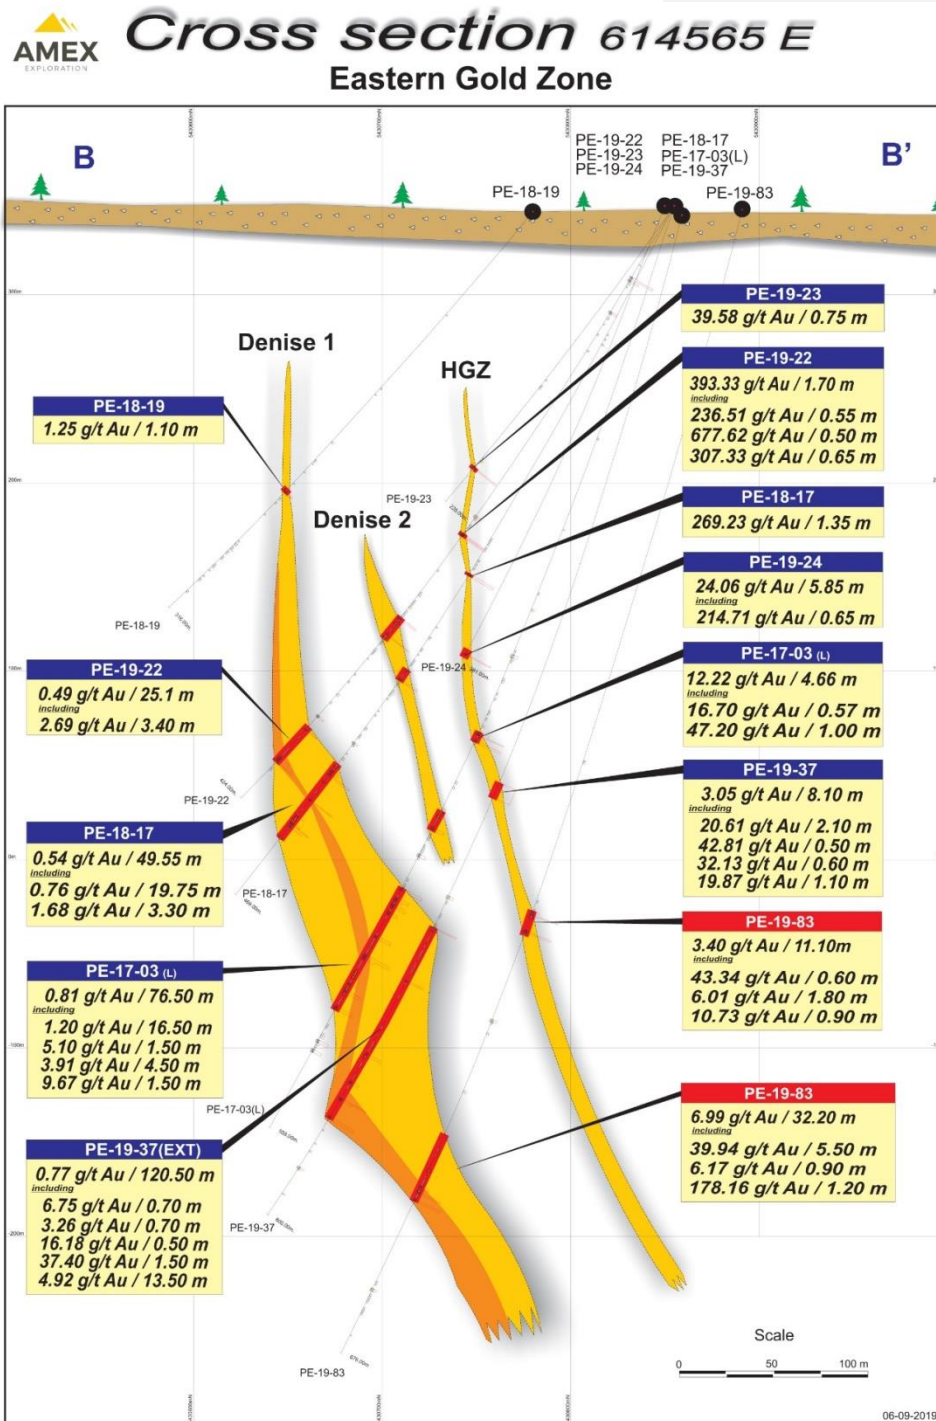 AMEX
EXPLORATION
Cross section 614565 E
Eastern Gold Zone
B
B’
PE-19-22
PE-19-23
PE-19-24
PE-18-17
PE-17-03(L)
PE-19-37
PE-18-19
PE-19-83
300m
PE-19-23
39.58 g/t Au / 0.75 m
Denise 1
HGZ
PE-19-22
393.33 g/t Au / 1.70 m
including
236.51 g/t Au / 0.55 m
677.62 g/t Au / 0.50 m
307.33 g/t Au / 0.65 m
PE-18-19
1.25 g/t Au / 1.10 m
200m
PE-19-23
Denise 2
PE-18-17
269.23 g/t Au / 1.35 m
PE-19-24
24.06 g/t Au / 5.85 m
including
214.71 g/t Au / 0.65 m
PE-18-19
PE-19-24
100m
PE-17-03 (L)
12.22 g/t Au / 4.66 m
including
16.70 g/t Au / 0.57 m
47.20 g/t Au / 1.00 m
PE-19-22
0.49 g/t Au / 25.1 m
including
2.69 g/t Au / 3.40 m
PE-19-22
PE-19-37
3.05 g/t Au / 8.10 m
including
20.61 g/t Au / 2.10 m
42.81 g/t Au / 0.50 m
32.13 g/t Au / 0.60 m
19.87 g/t Au / 1.10 m
PE-18-17
0.54 g/t Au / 49.55 m
including
0.76 g/t Au / 19.75 m
1.68 g/t Au / 3.30 m
0m
PE-18-17
PE-19-83
3.40 g/t Au / 11.10m
including
43.34 g/t Au / 0.60 m
6.01 g/t Au / 1.80 m
10.73 g/t Au / 0.90 m
PE-17-03 (L)
0.81 g/t Au / 76.50 m
including
1.20 g/t Au / 16.50 m
5.10 g/t Au / 1.50 m
3.91 g/t Au / 4.50 m
9.67 g/t Au / 1.50 m
-100m
PE-17-03(L)
PE-19-83
6.99 g/t Au / 32.20 m
including
39.94 g/t Au / 5.50 m
6.17 g/t Au / 0.90 m
178.16 g/t Au / 1.20 m
PE-19-37(EXT)
0.77 g/t Au / 120.50 m
including
6.75 g/t Au / 0.70 m
3.26 g/t Au / 0.70 m
16.18 g/t Au / 0.50 m
37.40 g/t Au / 1.50 m
4.92 g/t Au / 13.50 m
PE-19-37
-200m
PE-19-83
Scale
0 50 100 m
06-09-2019